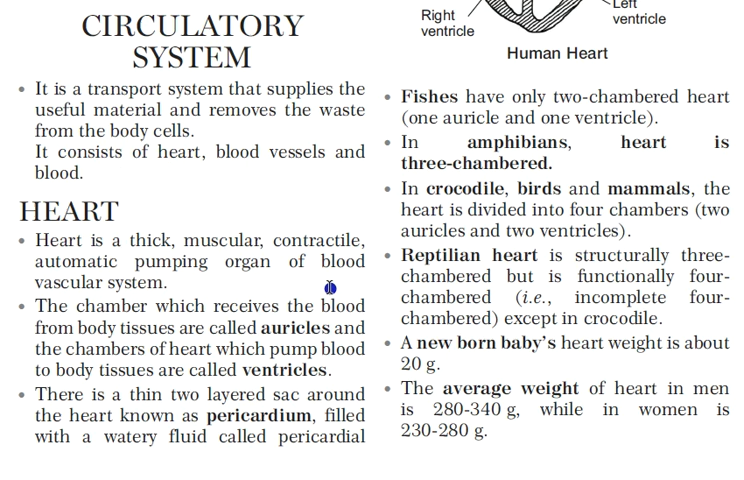 CIRCULATORY
SYSTEM
• It is a transport system that supplies the
useful material and removes the waste
from the body cells.
It consists of heart, blood vessels and
blood.
HEART
• Heart is a thick, muscular, contractile,
automatic pumping organ of blood
vascular system.
• The chamber which receives the blood
from body tissues are called auricles and
the chambers of heart which pump blood
to body tissues are called ventricles.
• There is a thin two layered sac around
the heart known as pericardium, filled
with a watery fluid called pericardial
Right
ventricle
Left
ventricle
Human Heart
• Fishes have only two-chambered heart
(one auricle and one ventricle).
• In amphibians, heart is
three-chambered.
• In crocodile, birds and mammals, the
heart is divided into four chambers (two
auricles and two ventricles).
• Reptilian heart is structurally three-
chambered but is functionally four-
chambered (i.e., incomplete four-
chambered) except in crocodile.
• A new born baby's heart weight is about
20 g.
• The average weight of heart in men
is 280-340 g, while in women is
230-280 g.